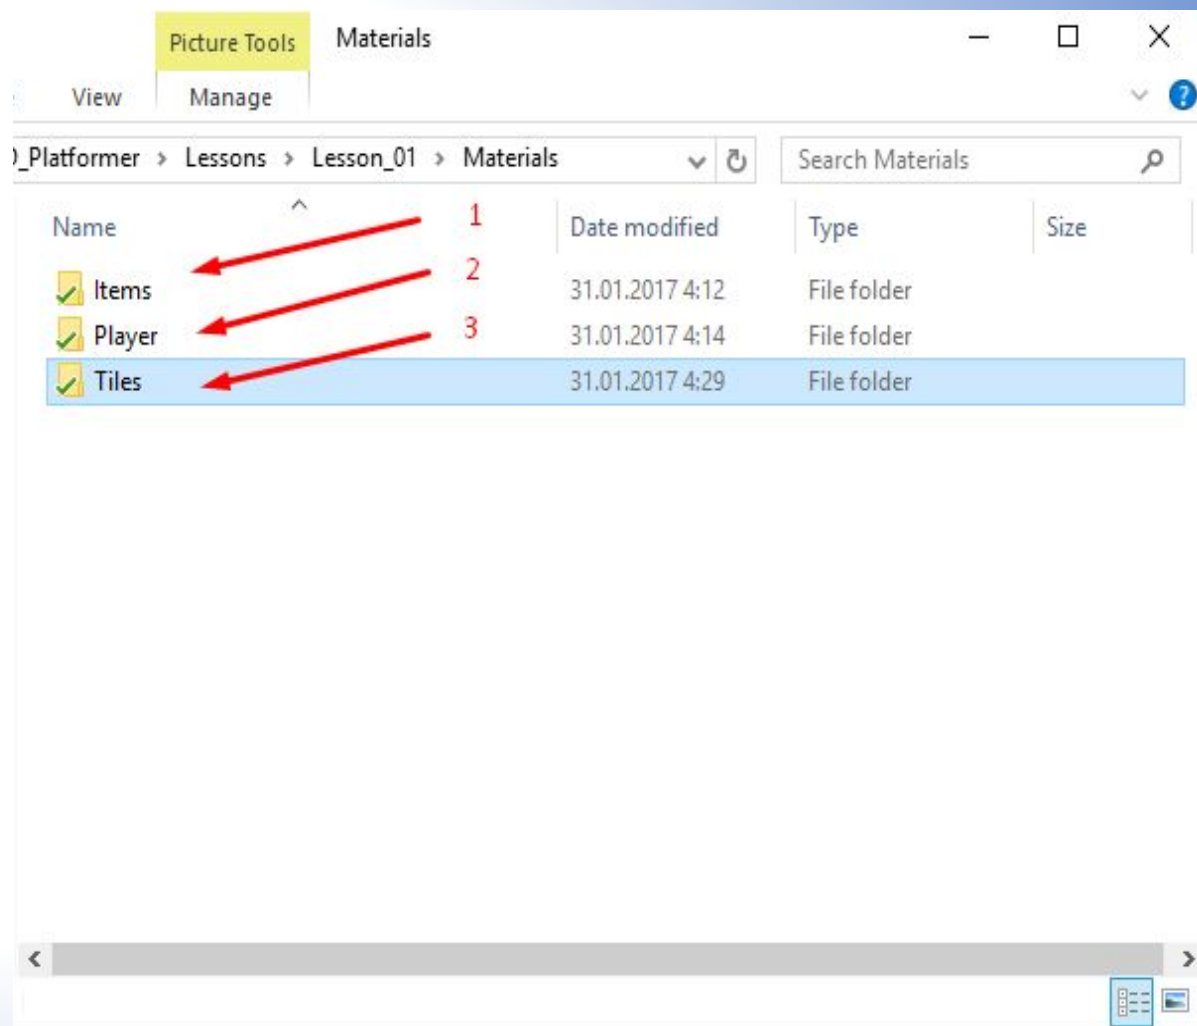 Picture Tools Materials
View Manage
_Platformer > Lessons > Lesson_01 > Materials Search Materials
Name Date modified Type Size
1
Items 31.01.2017 4:12 File folder
2
Player 31.01.2017 4:14 File folder
3
Tiles 31.01.2017 4:29 File folder